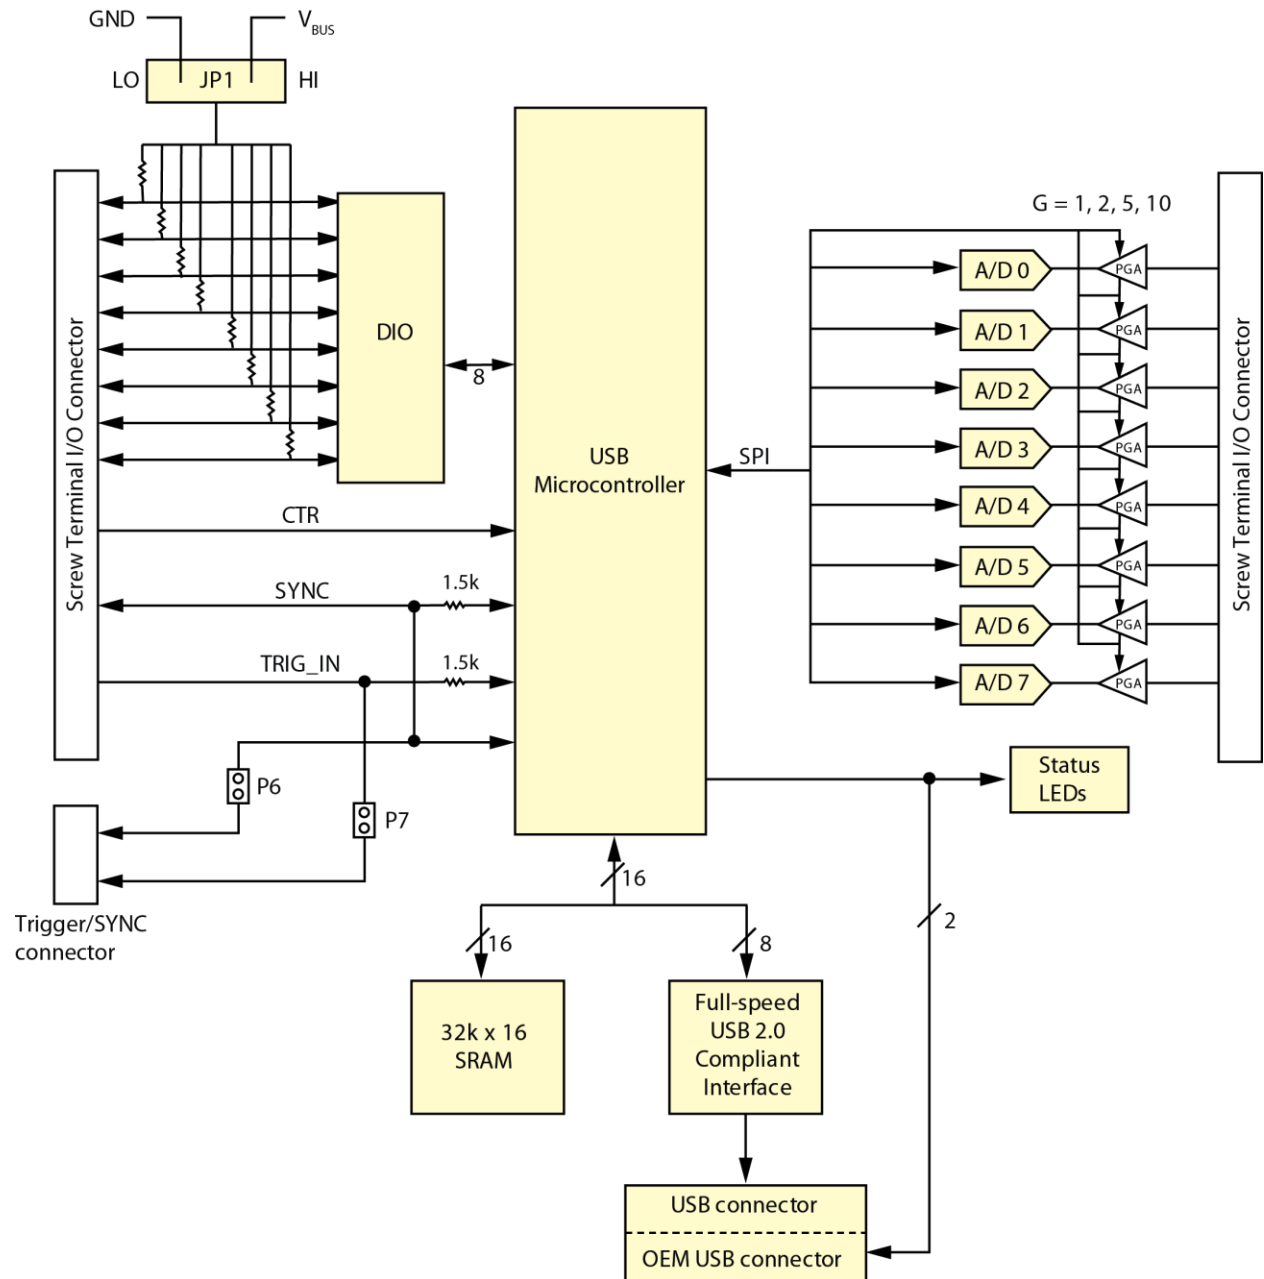 GND
V BUS
LO
JP1
HI
Screw Terminal I/O Connector
DIO
8
CTR
SYNC
1.5k
TRIG_IN
1.5k
P6
P7
Trigger/SYNC
connector
USB
Microcontroller
SPI
G = 1, 2, 5, 10
A/D 0
PGA
A/D 1
PGA
A/D 2
PGA
A/D 3
PGA
A/D 4
PGA
A/D 5
PGA
A/D 6
PGA
A/D 7
PGA
Screw Terminal I/O Connector
Status
LEDs
16
16
8
2
32k x 16
SRAM
Full-speed
USB 2.0
Compliant
Interface
USB connector
OEM USB connector